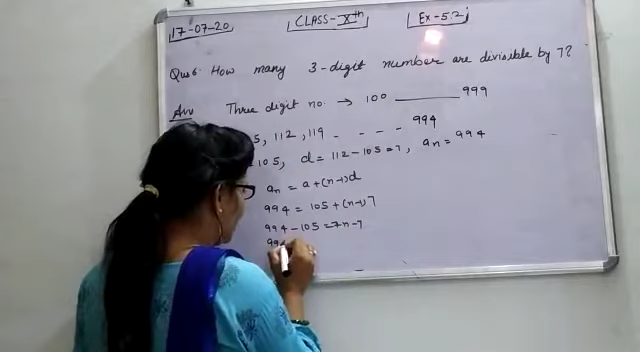 17-07-20 CLASS-Xth Ex-5.2
Ques6. How many 3-digit number are divisible by 7?
Ans Three digit no. → 100 ——— 999
5, 112, 119 - - - - 994
105, d = 112-105=7, an = 994
an = a+(n-1)d
994 = 105+(n-1)7
994-105=7n-7
994